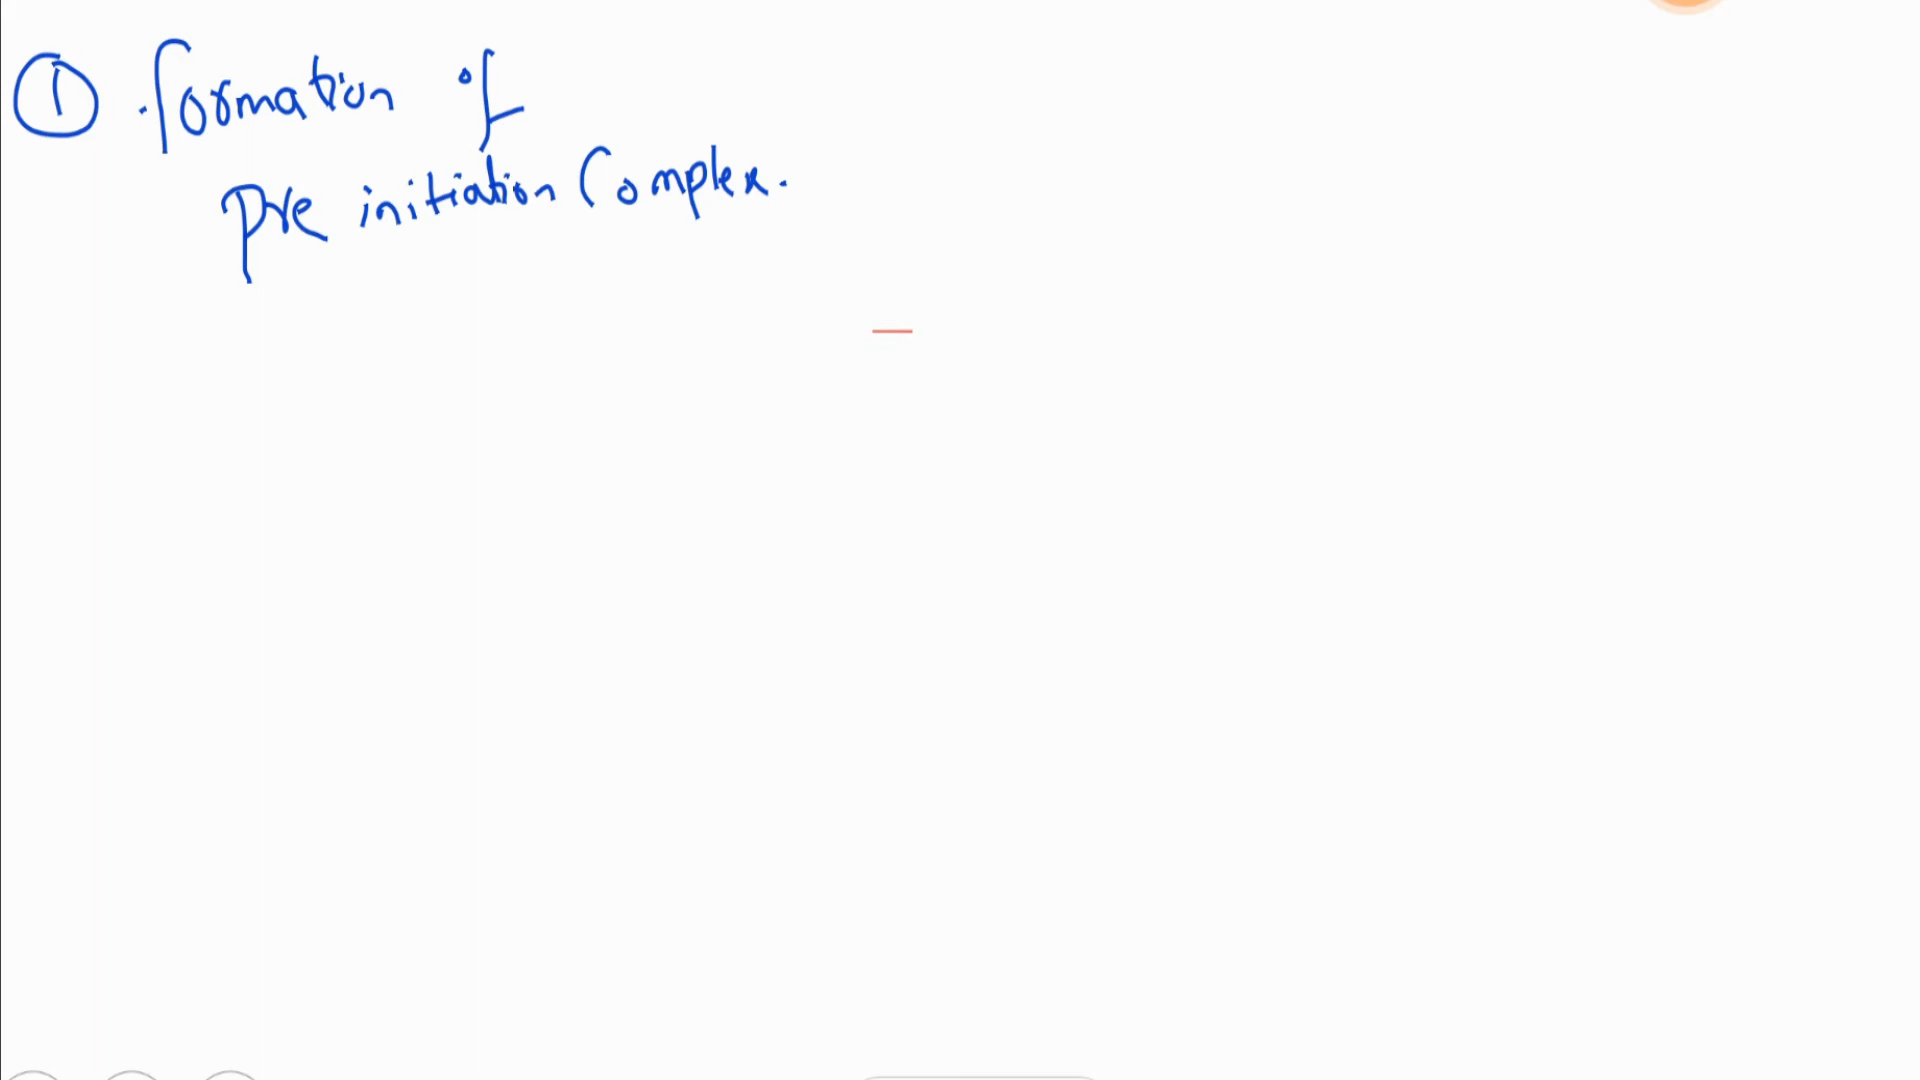 ① formation of
Pre initiation Complex.